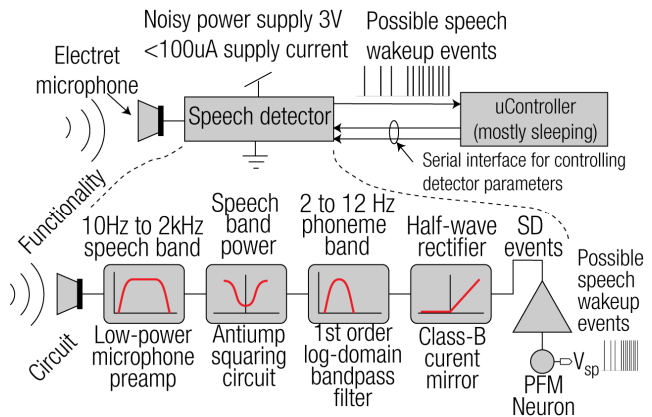 Noisy power supply 3V
<100uA supply current
Possible speech
wakeup events
Electret
microphone
Speech detector
uController
(mostly sleeping)
Serial interface for controlling
detector parameters
Functionality
10Hz to 2kHz
speech band
Speech
band
power
2 to 12 Hz
phoneme
band
Half-wave
rectifier
SD
events
Possible
speech
wakeup
events
Circuit
Low-power
microphone
preamp
Antiump
squaring
circuit
1st order
log-domain
bandpass
filter
Class-B
curent
mirror
Vsp
PFM
Neuron